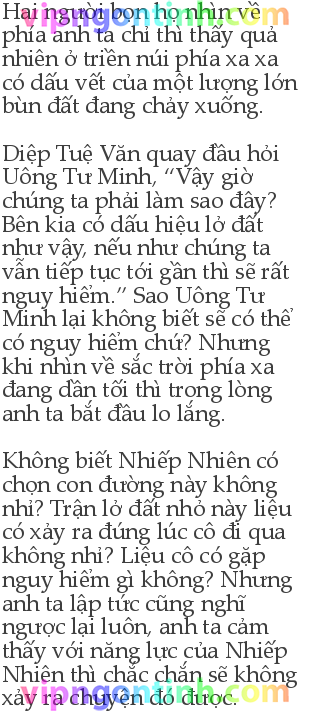 Hai người bọn họ nhìn về
phía anh ta chỉ thì thấy quả
nhiên ở triền núi phía xa xa
có dấu vết của một lượng lớn
bùn đất đang chảy xuống.
Diệp Tuệ Văn quay đầu hỏi
Uông Tư Minh, “Vậy giờ
chúng ta phải làm sao đây?
Bên kia có dấu hiệu lở đất
như vậy, nếu như chúng ta
vẫn tiếp tục tới gần thì sẽ rất
nguy hiểm.” Sao Uông Tư
Minh lại không biết sẽ có thể
có nguy hiểm chứ? Nhưng
khi nhìn về sắc trời phía xa
đang dần tối thì trong lòng
anh ta bắt đầu lo lắng.
Không biết Nhiếp Nhiên có
chọn con đường này không
nhỉ? Trận lở đất nhỏ này liệu
có xảy ra đúng lúc cô đi qua
không nhỉ? Liệu cô có gặp
nguy hiểm gì không? Nhưng
anh ta lập tức cũng nghĩ
ngược lại luôn, anh ta cảm
thấy với năng lực của Nhiếp
Nhiên thì chắc chắn sẽ không
xảy ra chuyện đó được.
vipngontinh.com
vipngontinh.com